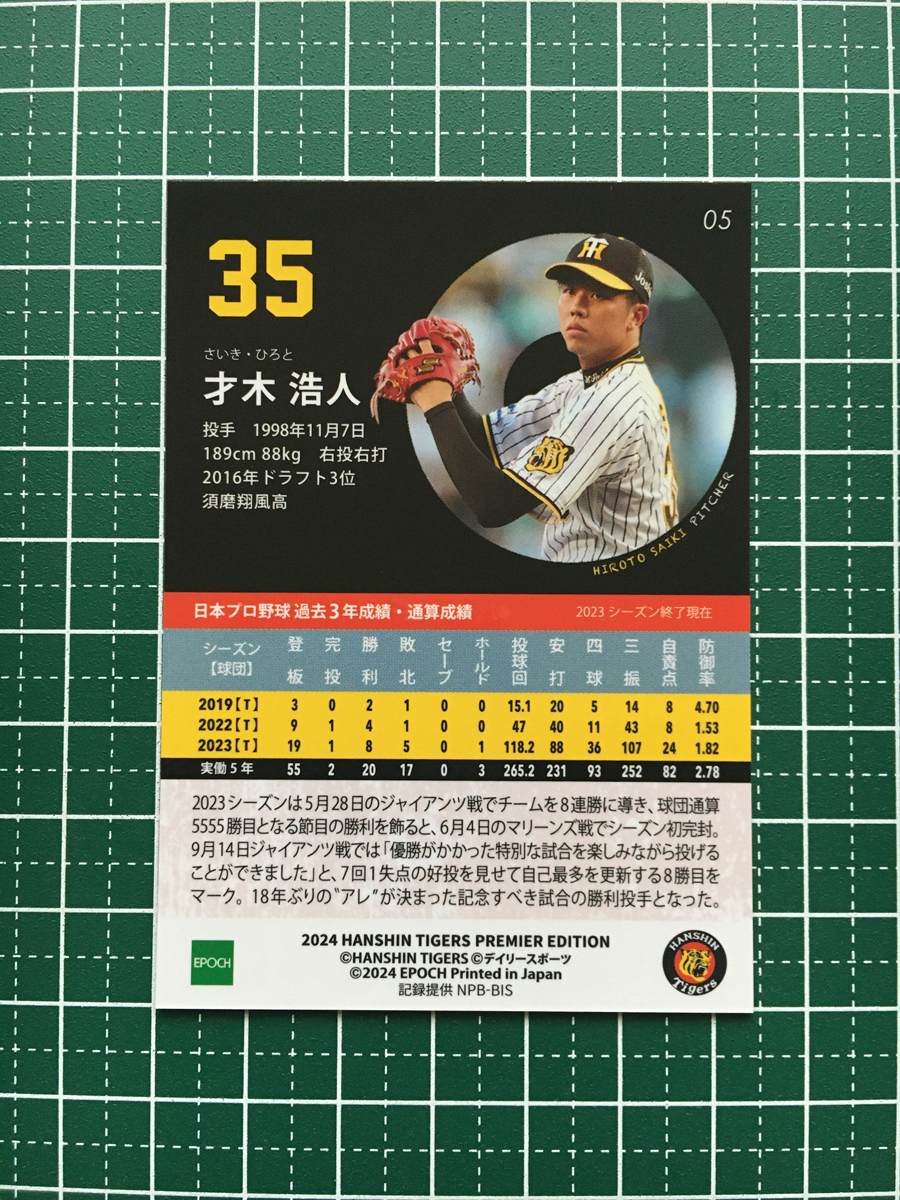 05
35
さいき・ひろと
才木 浩人
投手 1998年11月7日
189cm 88kg 右投右打
2016年ドラフト3位
須磨翔風高
HIROTO SAIKI PITCHER
日本プロ野球 過去3年成績・通算成績 2023 シーズン終了現在
シーズン【球団】 登板 完投 勝利 敗北 セーブ ホールド 投球回 安打 四球 三振 自責点 防御率
2019【T】 3 0 2 1 0 0 15.1 20 5 14 8 4.70
2022【T】 9 1 4 1 0 0 47 40 11 43 8 1.53
2023【T】 19 1 8 5 0 1 118.2 88 36 107 24 1.82
実働5年 55 2 20 17 0 3 265.2 231 93 252 82 2.78
2023シーズンは5月28日のジャイアンツ戦でチームを8連勝に導き、球団通算
5555勝目となる節目の勝利を飾ると、6月4日のマリーンズ戦でシーズン初完封。
9月14日ジャイアンツ戦では「優勝がかかった特別な試合を楽しみながら投げる
ことができました」と、7回1失点の好投を見せて自己最多を更新する8勝目を
マーク。18年ぶりの“アレ”が決まった記念すべき試合の勝利投手となった。
EPOCH
2024 HANSHIN TIGERS PREMIER EDITION
©HANSHIN TIGERS ©デイリースポーツ
©2024 EPOCH Printed in Japan
記録提供 NPB-BIS
HANSHIN
Tigers